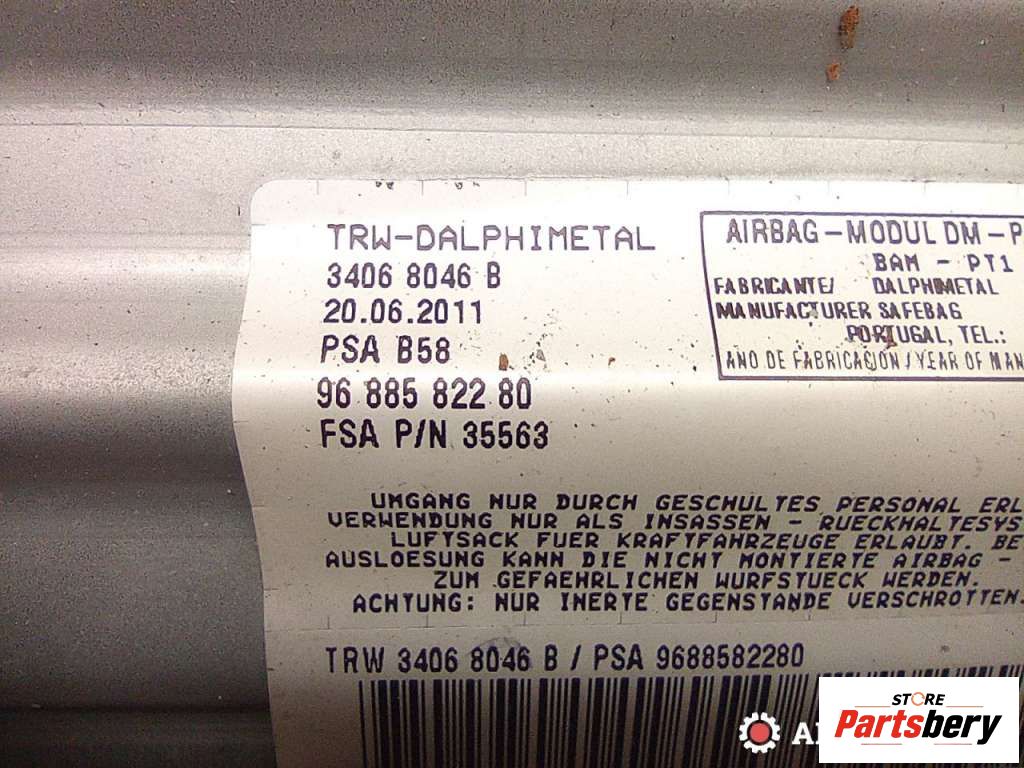 TRW-DALPHIMETAL
3406 8046 B
20.06.2011
PSA B58
96 885 822 80
FSA P/N 35563
AIRBAG-MODUL DM-P
BAM - PT1
FABRICANTE/ DALPHIMETAL
MANUFACTURER SAFEBAG
PORTUGAL, TEL.:
ANO DE FABRICACIÓN / YEAR OF MAN
UMGANG NUR DURCH GESCHULTES PERSONAL ERL
VERWENDUNG NUR ALS INSASSEN - RUECKHALTESYS
LUFTSACK FUER KRAFTFAHRZEUGE ERLAUBT. BE
AUSLOESUNG KANN DIE NICHT MONTIERTE AIRBAG -
ZUM GEFAEHRLICHEN WURFSTUECK WERDEN.
ACHTUNG: NUR INERTE GEGENSTANDE VERSCHROTTEN.
TRW 3406 8046 B / PSA 9688582280
STORE
Partsbery